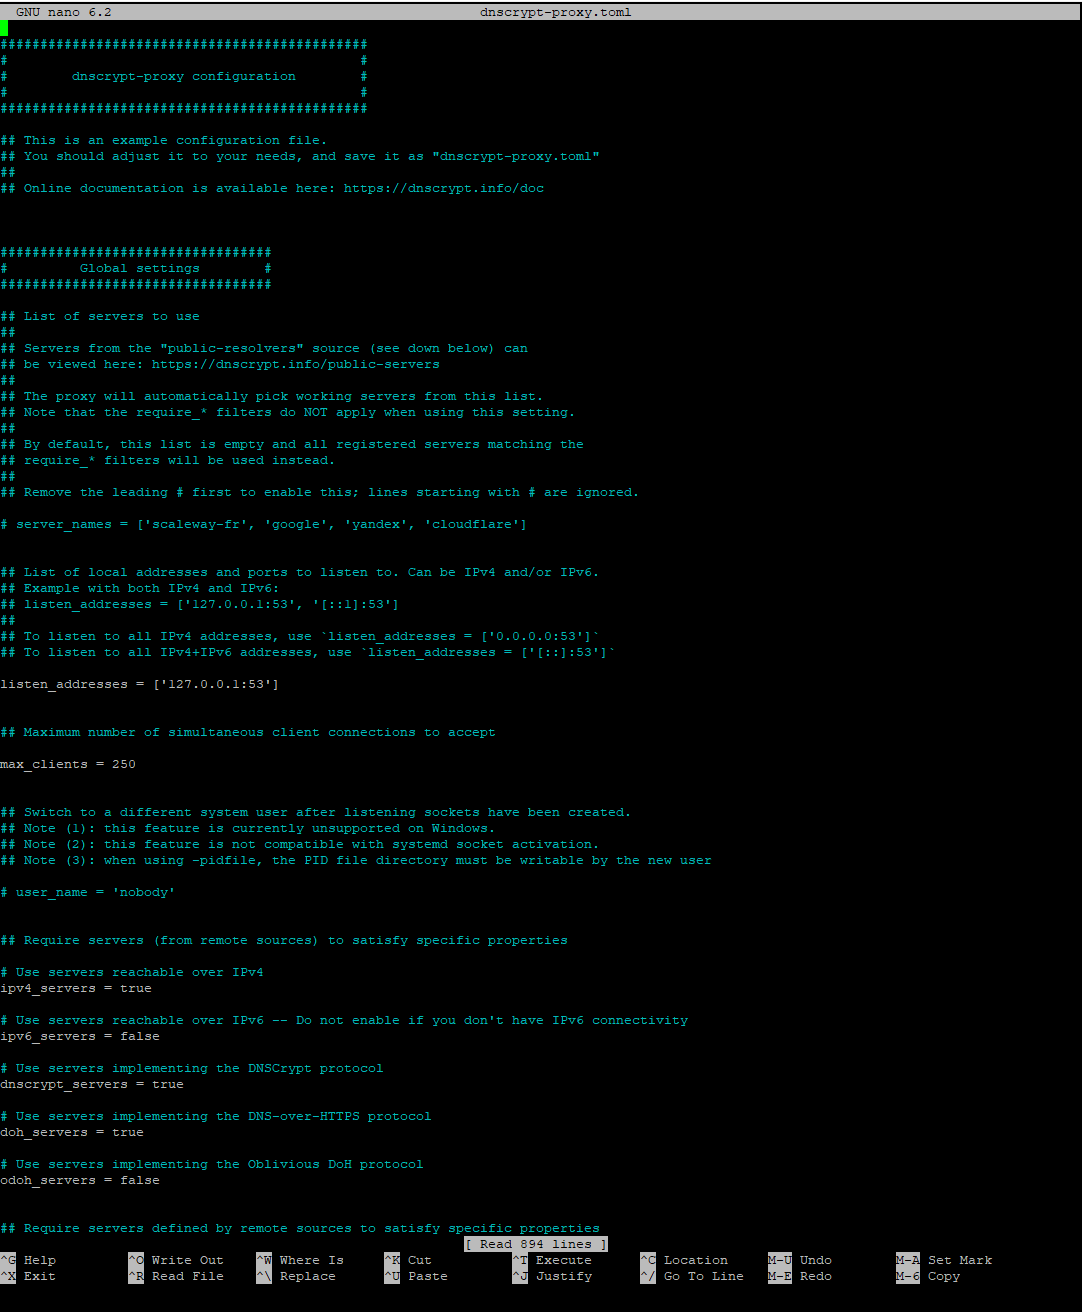 GNU nano 6.2 dnscrypt-proxy.toml
##############################################
#                                            #
#        dnscrypt-proxy configuration        #
#                                            #
##############################################
## This is an example configuration file.
## You should adjust it to your needs, and save it as "dnscrypt-proxy.toml"
##
## Online documentation is available here: https://dnscrypt.info/doc
##################################
#         Global settings        #
##################################
## List of servers to use
##
## Servers from the "public-resolvers" source (see down below) can
## be viewed here: https://dnscrypt.info/public-servers
##
## The proxy will automatically pick working servers from this list.
## Note that the require_* filters do NOT apply when using this setting.
##
## By default, this list is empty and all registered servers matching the
## require_* filters will be used instead.
##
## Remove the leading # first to enable this; lines starting with # are ignored.
# server_names = ['scaleway-fr', 'google', 'yandex', 'cloudflare']
## List of local addresses and ports to listen to. Can be IPv4 and/or IPv6.
## Example with both IPv4 and IPv6:
## listen_addresses = ['127.0.0.1:53', '[::1]:53']
##
## To listen to all IPv4 addresses, use `listen_addresses = ['0.0.0.0:53']`
## To listen to all IPv4+IPv6 addresses, use `listen_addresses = ['[::]:53']`
listen_addresses = ['127.0.0.1:53']
## Maximum number of simultaneous client connections to accept
max_clients = 250
## Switch to a different system user after listening sockets have been created.
## Note (1): this feature is currently unsupported on Windows.
## Note (2): this feature is not compatible with systemd socket activation.
## Note (3): when using -pidfile, the PID file directory must be writable by the new user
# user_name = 'nobody'
## Require servers (from remote sources) to satisfy specific properties
# Use servers reachable over IPv4
ipv4_servers = true
# Use servers reachable over IPv6 -- Do not enable if you don't have IPv6 connectivity
ipv6_servers = false
# Use servers implementing the DNSCrypt protocol
dnscrypt_servers = true
# Use servers implementing the DNS-over-HTTPS protocol
doh_servers = true
# Use servers implementing the Oblivious DoH protocol
odoh_servers = false
## Require servers defined by remote sources to satisfy specific properties
[ Read 894 lines ]
^G Help ^O Write Out ^W Where Is ^K Cut ^T Execute ^C Location M-U Undo M-A Set Mark
^X Exit ^R Read File ^\ Replace ^U Paste ^J Justify ^/ Go To Line M-E Redo M-6 Copy